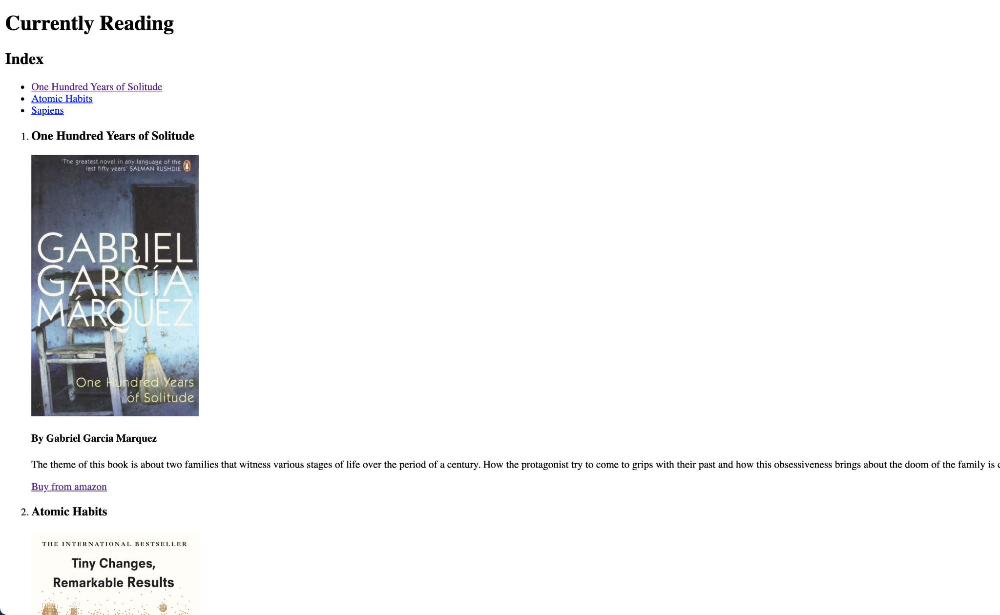 Currently Reading
Index
One Hundred Years of Solitude
Atomic Habits
Sapiens
1. One Hundred Years of Solitude
'The greatest novel in any language of the
last fifty years' SALMAN RUSHDIE
GABRIEL
GARCíA
MÁRQUEZ
One Hundred Years
of Solitude
By Gabriel Garcia Marquez
The theme of this book is about two families that witness various stages of life over the period of a century. How the protagonist try to come to grips with their past and how this obsessiveness brings about the doom of the family is
Buy from amazon
2. Atomic Habits
THE INTERNATIONAL BESTSELLER
Tiny Changes,
Remarkable Results